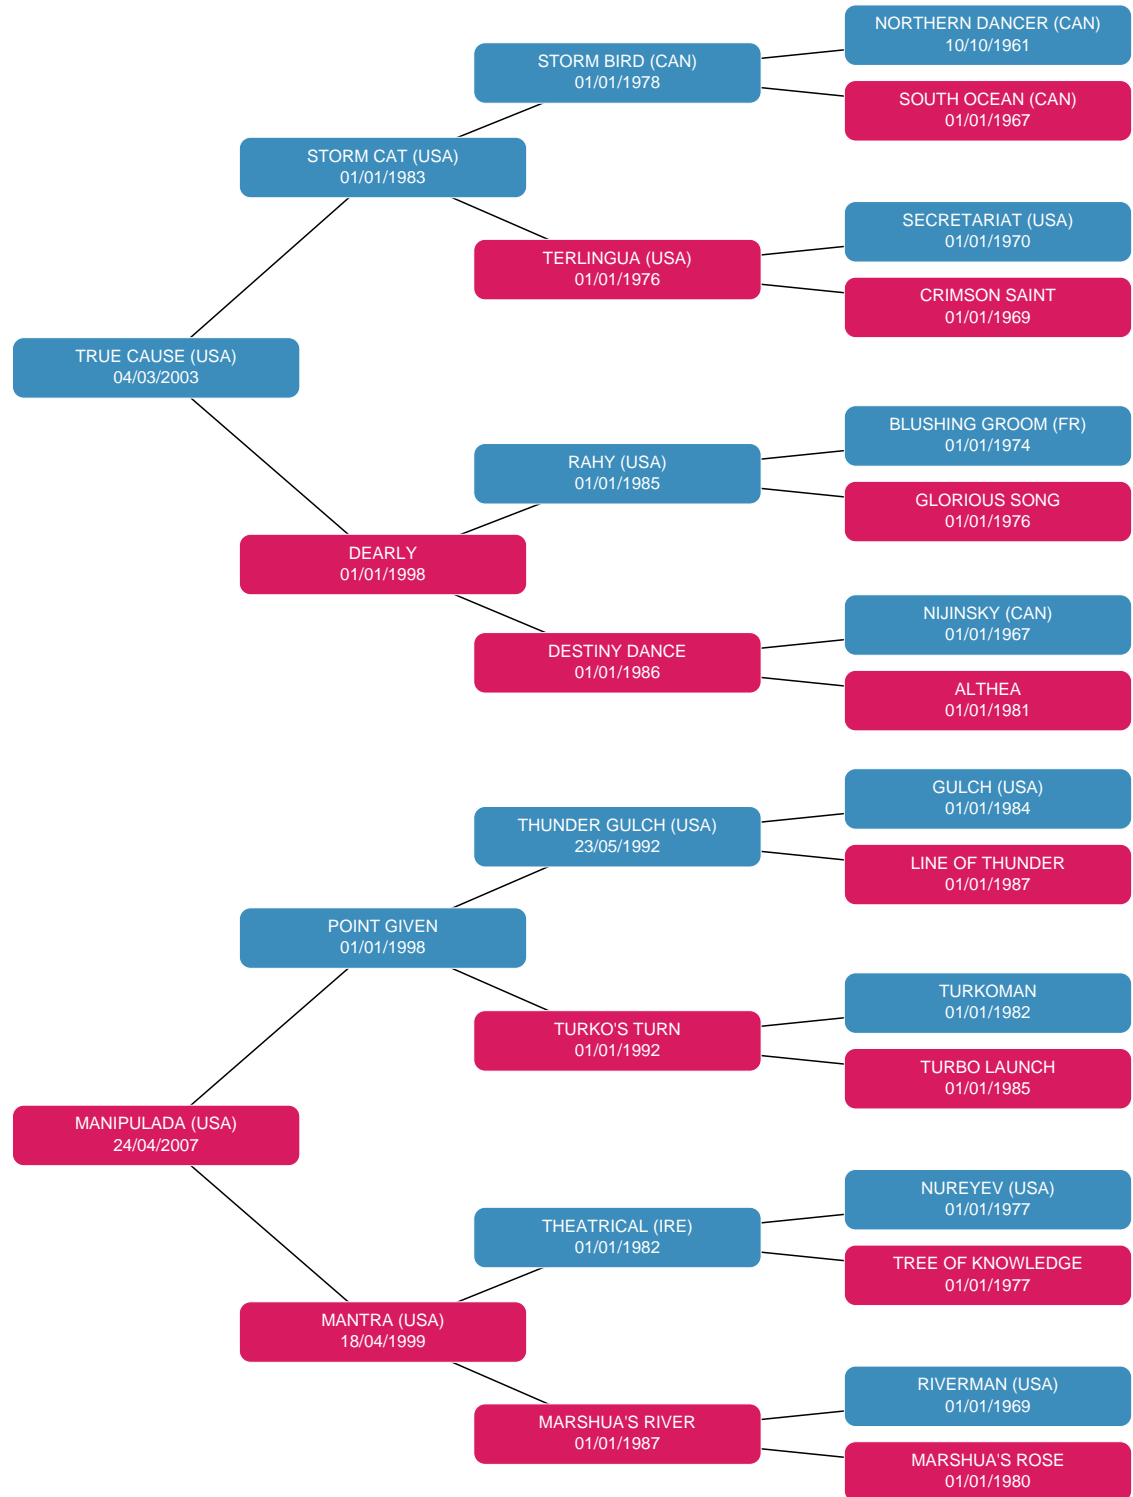 NORTHERN DANCER (CAN)
10/10/1961
STORM BIRD (CAN)
01/01/1978
SOUTH OCEAN (CAN)
01/01/1967
STORM CAT (USA)
01/01/1983
SECRETARIAT (USA)
01/01/1970
TERLINGUA (USA)
01/01/1976
CRIMSON SAINT
01/01/1969
TRUE CAUSE (USA)
04/03/2003
BLUSHING GROOM (FR)
01/01/1974
RAHY (USA)
01/01/1985
GLORIOUS SONG
01/01/1976
DEARLY
01/01/1998
NIJINSKY (CAN)
01/01/1967
DESTINY DANCE
01/01/1986
ALTHEA
01/01/1981
GULCH (USA)
01/01/1984
THUNDER GULCH (USA)
23/05/1992
LINE OF THUNDER
01/01/1987
POINT GIVEN
01/01/1998
TURKOMAN
01/01/1982
TURKO'S TURN
01/01/1992
TURBO LAUNCH
01/01/1985
MANIPULADA (USA)
24/04/2007
NUREYEV (USA)
01/01/1977
THEATRICAL (IRE)
01/01/1982
TREE OF KNOWLEDGE
01/01/1977
MANTRA (USA)
18/04/1999
RIVERMAN (USA)
01/01/1969
MARSHUA'S RIVER
01/01/1987
MARSHUA'S ROSE
01/01/1980